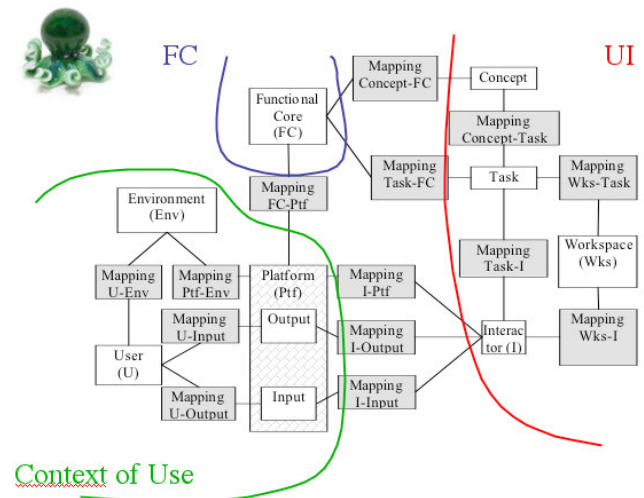 FC
UI
Mapping
Concept-FC
Concept
Functional
Core
(FC)
Mapping
Concept-Task
Mapping
Task-FC
Task
Mapping
Wks-Task
Mapping
FC-Ptf
Environment
(Env)
Mapping
U-Env
Mapping
Ptf-Env
Platform
(Ptf)
Mapping
I-Ptf
Mapping
Task-I
Workspace
(Wks)
Mapping
U-Input
Output
Mapping
I-Output
Interac
tor (I)
Mapping
Wks-I
User
(U)
Mapping
U-Output
Input
Mapping
I-Input
Context of Use